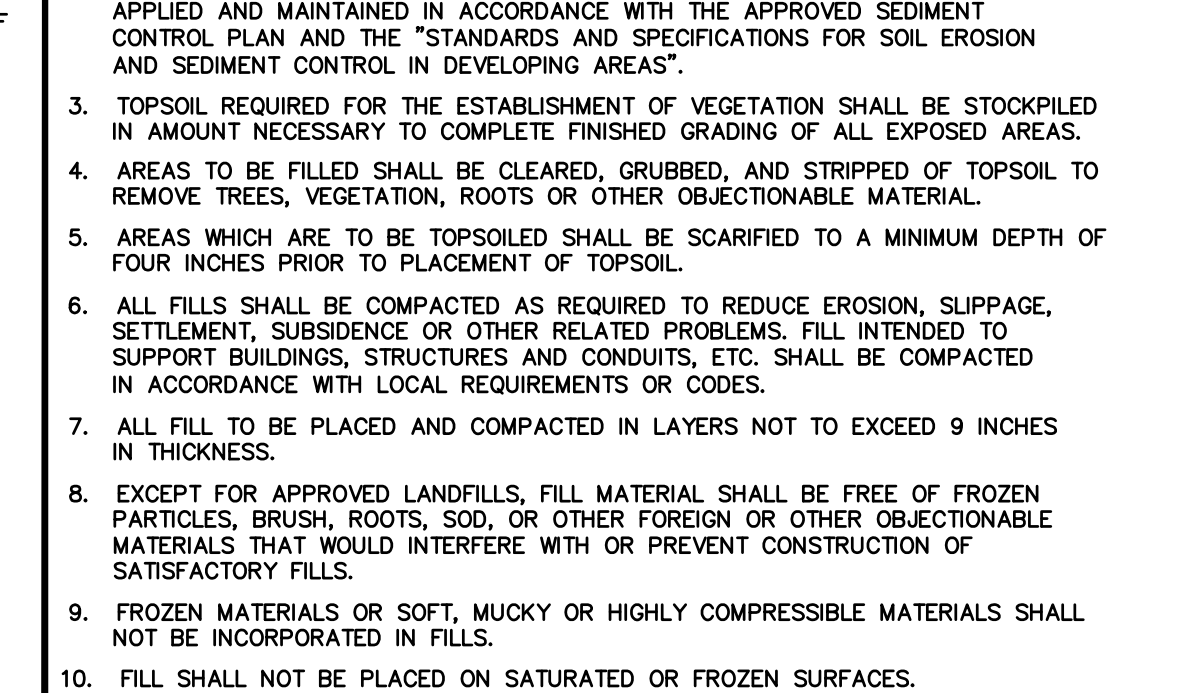 APPLIED AND MAINTAINED IN ACCORDANCE WITH THE APPROVED SEDIMENT
CONTROL PLAN AND THE "STANDARDS AND SPECIFICATIONS FOR SOIL EROSION
AND SEDIMENT CONTROL IN DEVELOPING AREAS".
3. TOPSOIL REQUIRED FOR THE ESTABLISHMENT OF VEGETATION SHALL BE STOCKPILED
IN AMOUNT NECESSARY TO COMPLETE FINISHED GRADING OF ALL EXPOSED AREAS.
4. AREAS TO BE FILLED SHALL BE CLEARED, GRUBBED, AND STRIPPED OF TOPSOIL TO
REMOVE TREES, VEGETATION, ROOTS OR OTHER OBJECTIONABLE MATERIAL.
5. AREAS WHICH ARE TO BE TOPSOILED SHALL BE SCARIFIED TO A MINIMUM DEPTH OF
FOUR INCHES PRIOR TO PLACEMENT OF TOPSOIL.
6. ALL FILLS SHALL BE COMPACTED AS REQUIRED TO REDUCE EROSION, SLIPPAGE,
SETTLEMENT, SUBSIDENCE OR OTHER RELATED PROBLEMS. FILL INTENDED TO
SUPPORT BUILDINGS, STRUCTURES AND CONDUITS, ETC. SHALL BE COMPACTED
IN ACCORDANCE WITH LOCAL REQUIREMENTS OR CODES.
7. ALL FILL TO BE PLACED AND COMPACTED IN LAYERS NOT TO EXCEED 9 INCHES
IN THICKNESS.
8. EXCEPT FOR APPROVED LANDFILLS, FILL MATERIAL SHALL BE FREE OF FROZEN
PARTICLES, BRUSH, ROOTS, SOD, OR OTHER FOREIGN OR OTHER OBJECTIONABLE
MATERIALS THAT WOULD INTERFERE WITH OR PREVENT CONSTRUCTION OF
SATISFACTORY FILLS.
9. FROZEN MATERIALS OR SOFT, MUCKY OR HIGHLY COMPRESSIBLE MATERIALS SHALL
NOT BE INCORPORATED IN FILLS.
10. FILL SHALL NOT BE PLACED ON SATURATED OR FROZEN SURFACES.